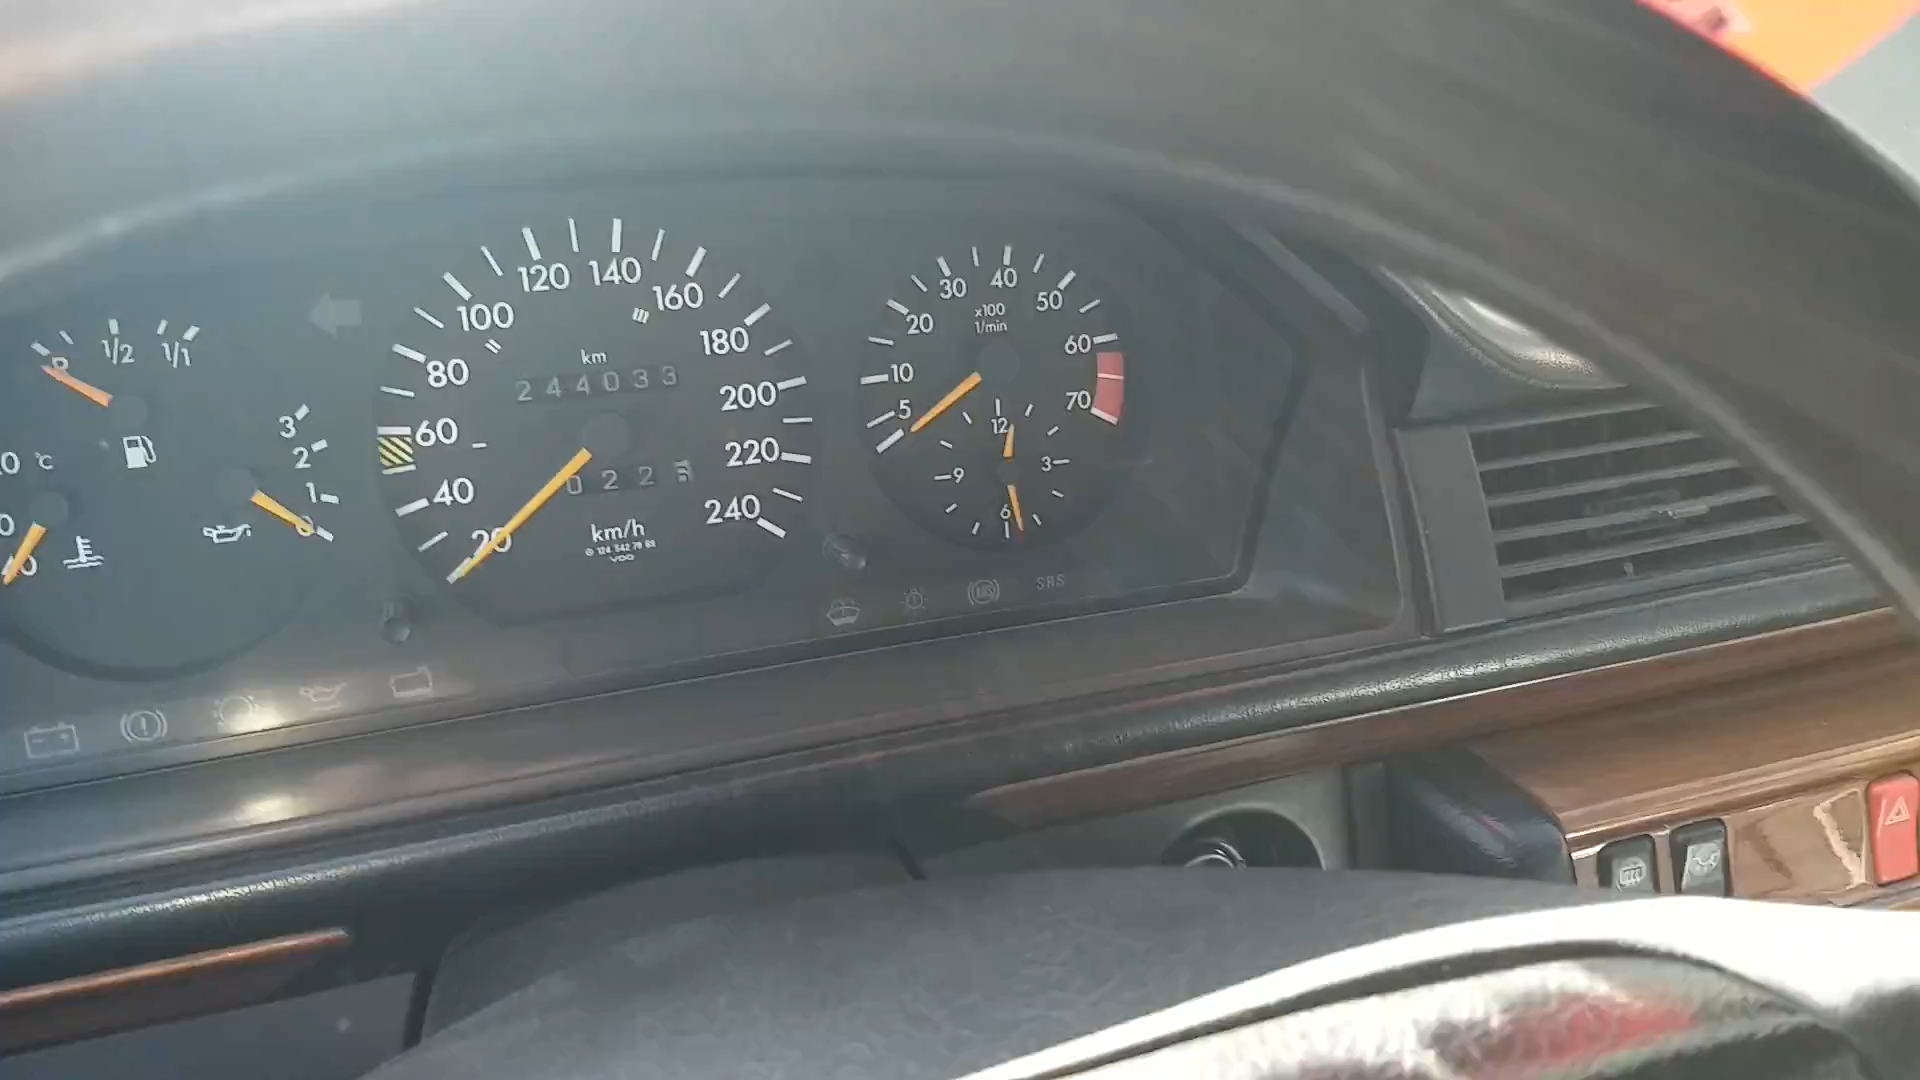 R 1/2 1/1
3
2
1
0
°C
20 40 60 80 100 120 140 160 180 200 220 240
km
244033
022
km/h
VDO
5 10 20 30 40 50 60 70
x100
1/min
12
3
6
9
SRS